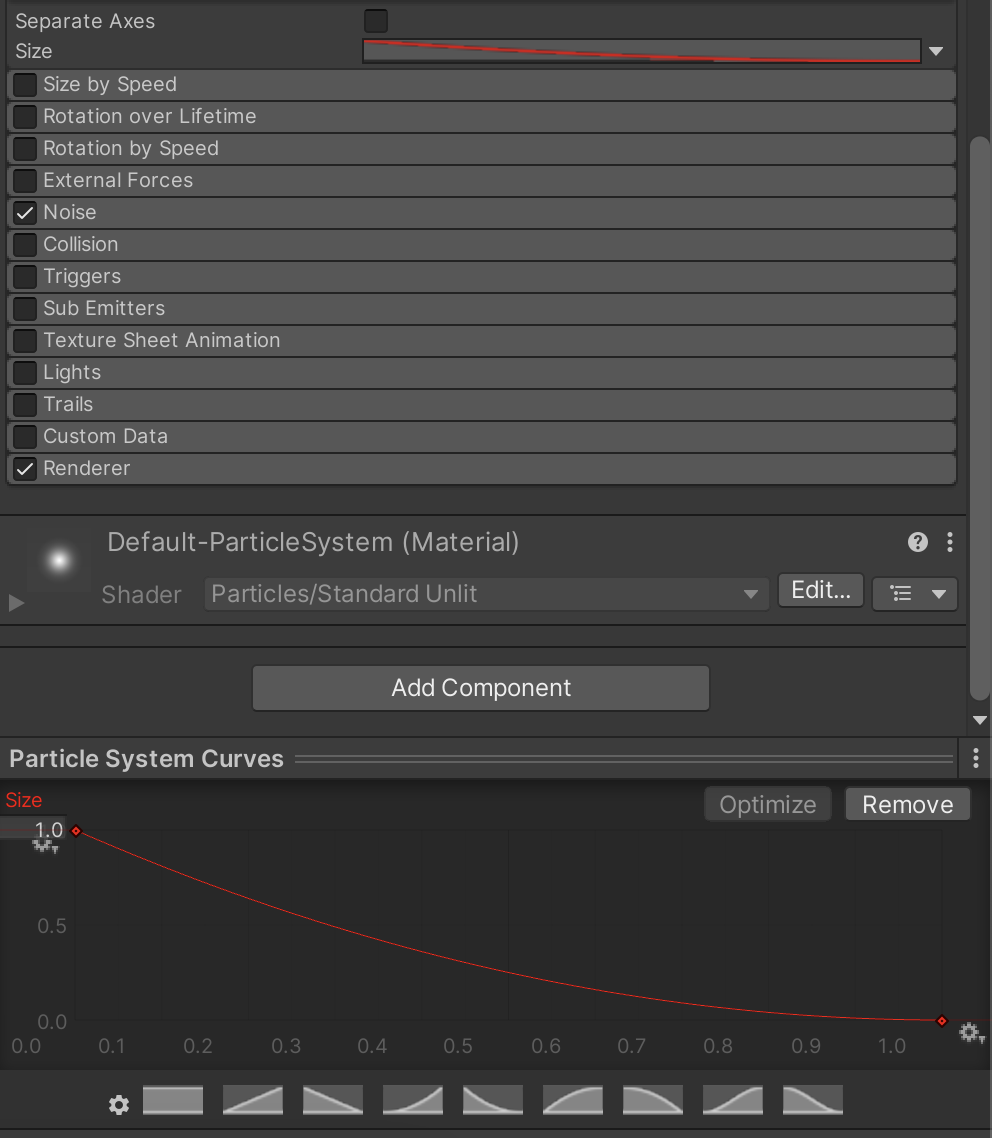 Separate Axes
Size
Size by Speed
Rotation over Lifetime
Rotation by Speed
External Forces
Noise
Collision
Triggers
Sub Emitters
Texture Sheet Animation
Lights
Trails
Custom Data
Renderer
Default-ParticleSystem (Material)
Shader Particles/Standard Unlit Edit...
Add Component
Particle System Curves
Size Optimize Remove
1.0
0.5
0.0
0.0 0.1 0.2 0.3 0.4 0.5 0.6 0.7 0.8 0.9 1.0